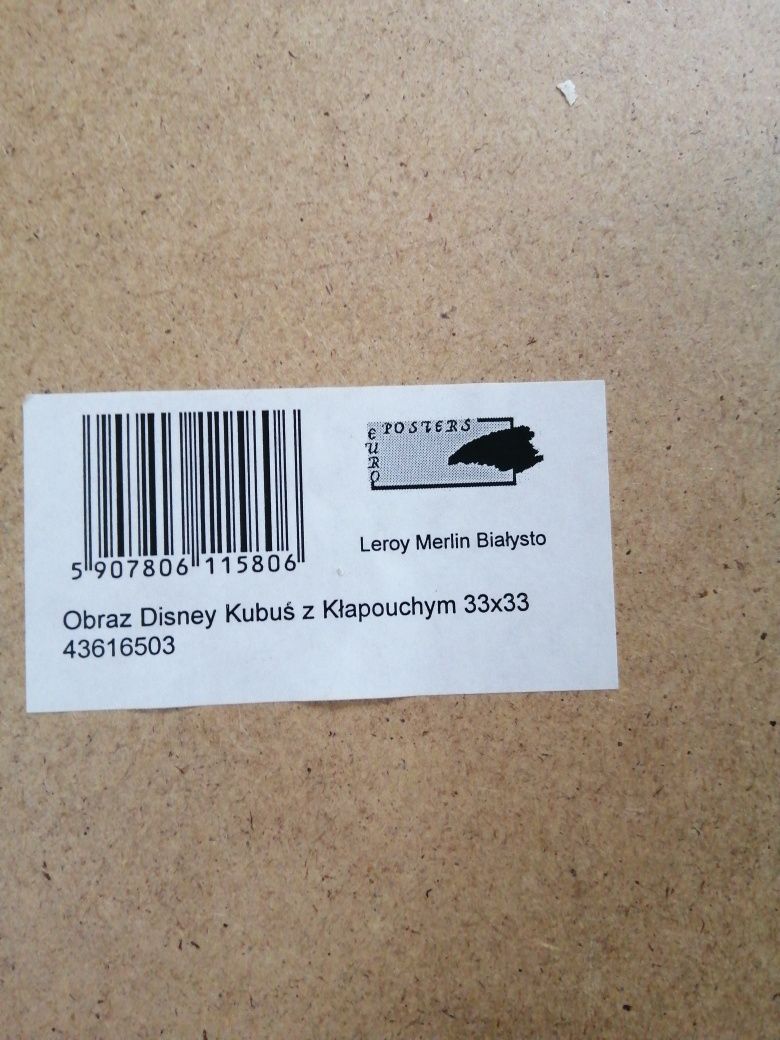 EURO POSTERS
Leroy Merlin Białysto
5 907806 115806
Obraz Disney Kubuś z Kłapouchym 33x33
43616503